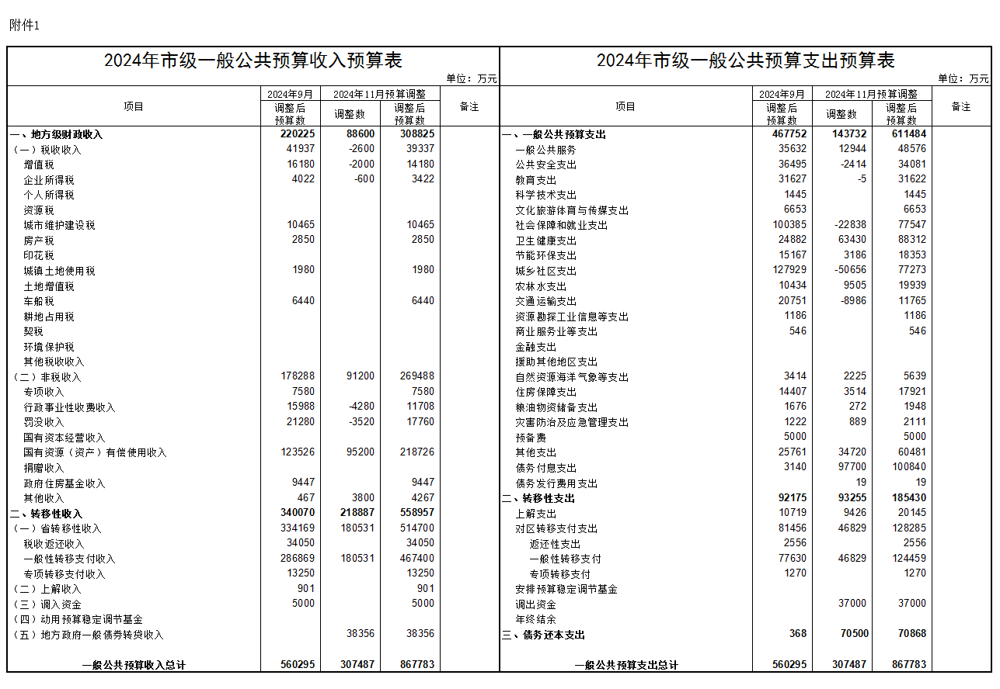 附件1
2024年市级一般公共预算收入预算表
单位：万元
项目 2024年9月 2024年11月预算调整 备注
调整后预算数 调整数 调整后预算数
一、地方级财政收入 220225 88600 308825
（一）税收收入 41937 -2600 39337
增值税 16180 -2000 14180
企业所得税 4022 -600 3422
个人所得税
资源税
城市维护建设税 10465 10465
房产税 2850 2850
印花税
城镇土地使用税 1980 1980
土地增值税
车船税 6440 6440
耕地占用税
契税
环境保护税
其他税收收入
（二）非税收入 178288 91200 269488
专项收入 7580 7580
行政事业性收费收入 15988 -4280 11708
罚没收入 21280 -3520 17760
国有资本经营收入
国有资源（资产）有偿使用收入 123526 95200 218726
捐赠收入
政府住房基金收入 9447 9447
其他收入 467 3800 4267
二、转移性收入 340070 218887 558957
（一）省转移性收入 334169 180531 514700
税收返还收入 34050 34050
一般性转移支付收入 286869 180531 467400
专项转移支付收入 13250 13250
（二）上解收入 901 901
（三）调入资金 5000 5000
（四）动用预算稳定调节基金
（五）地方政府一般债券转贷收入 38356 38356
一般公共预算收入总计 560295 307487 867783
2024年市级一般公共预算支出预算表
单位：万元
项目 2024年9月 2024年11月预算调整 备注
调整后预算数 调整数 调整后预算数
一、一般公共预算支出 467752 143732 611484
一般公共服务 35632 12944 48576
公共安全支出 36495 -2414 34081
教育支出 31627 -5 31622
科学技术支出 1445 1445
文化旅游体育与传媒支出 6653 6653
社会保障和就业支出 100385 -22838 77547
卫生健康支出 24882 63430 88312
节能环保支出 15167 3186 18353
城乡社区支出 127929 -50656 77273
农林水支出 10434 9505 19939
交通运输支出 20751 -8986 11765
资源勘探工业信息等支出 1186 1186
商业服务业等支出 546 546
金融支出
援助其他地区支出
自然资源海洋气象等支出 3414 2225 5639
住房保障支出 14407 3514 17921
粮油物资储备支出 1676 272 1948
灾害防治及应急管理支出 1222 889 2111
预备费 5000 5000
其他支出 25761 34720 60481
债务付息支出 3140 97700 100840
债务发行费用支出 19 19
二、转移性支出 92175 93255 185430
上解支出 10719 9426 20145
对区转移支付支出 81456 46829 128285
返还性支出 2556 2556
一般性转移支付 77630 46829 124459
专项转移支付 1270 1270
安排预算稳定调节基金
调出资金 37000 37000
年终结余
三、债务还本支出 368 70500 70868
一般公共预算支出总计 560295 307487 867783